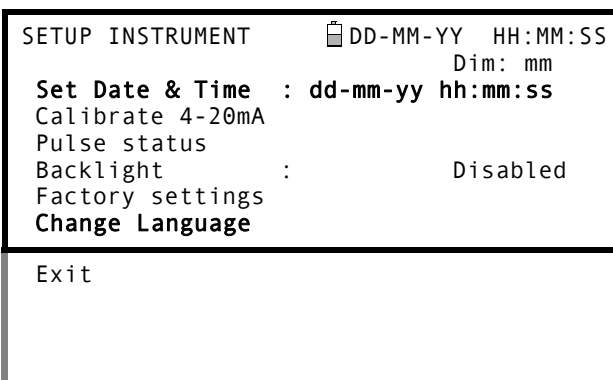 SETUP INSTRUMENT DD-MM-YY HH:MM:SS
Dim: mm
Set Date & Time : dd-mm-yy hh:mm:ss
Calibrate 4-20mA
Pulse status
Backlight : Disabled
Factory settings
Change Language
Exit